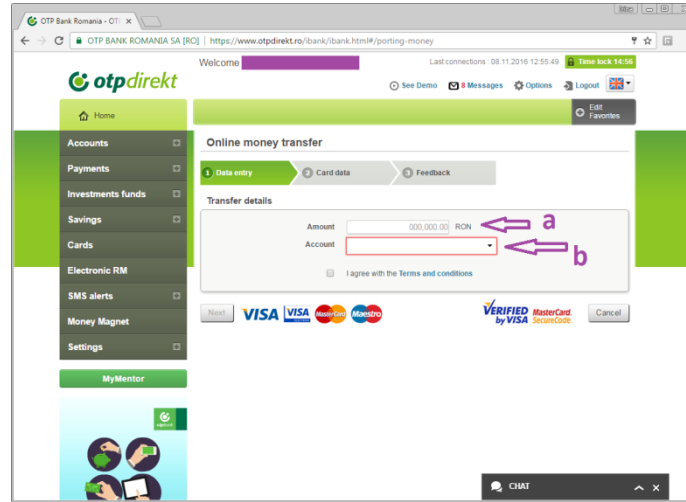 OTP Bank Romania - OTP
OTP BANK ROMANIA SA [RO] https://www.otpdirekt.ro/ibank/ibank.html#/porting-money
Welcome
Last connections : 08.11.2016 12:55:49
Time lock 14:56
otpdirekt
See Demo
8 Messages
Options
Logout
Home
Edit Favorites
Accounts
Payments
Investments funds
Savings
Cards
Electronic RM
SMS alerts
Money Magnet
Settings
MyMentor
Online money transfer
1 Data entry
2 Card data
3 Feedback
Transfer details
Amount 000,000.00 RON a
Account b
I agree with the Terms and conditions
Next
VISA VISA MasterCard Maestro
VERIFIED by VISA
MasterCard. SecureCode.
Cancel
CHAT